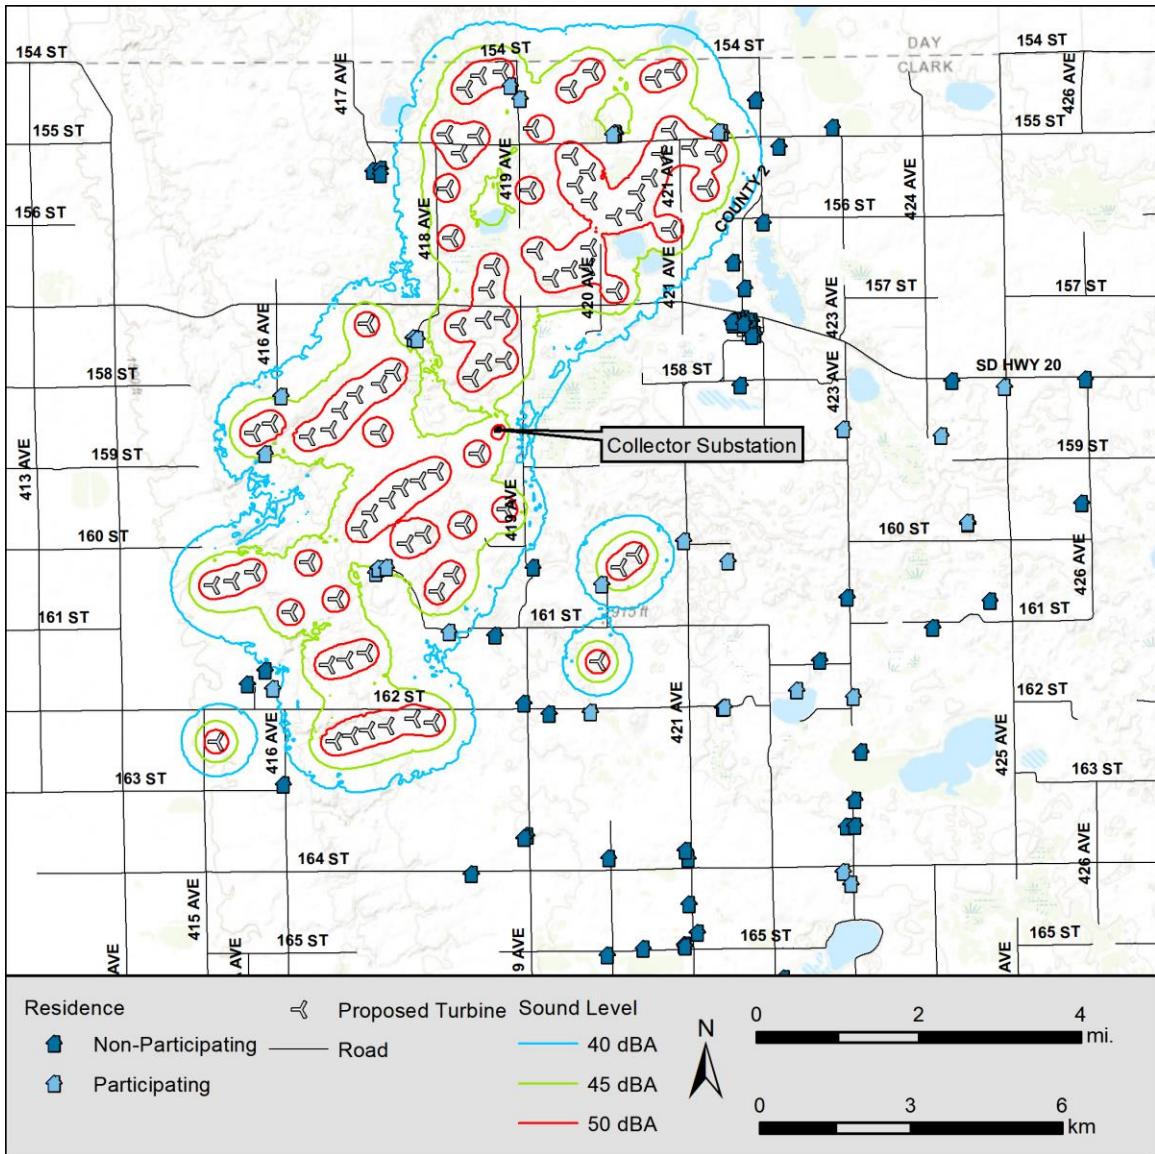 154 ST
154 ST
154 ST
154 ST
DAY
CLARK
417 AVE
426 AVE
155 ST
155 ST
419 AVE
421 AVE
424 AVE
COUNTY 2
156 ST
156 ST
418 AVE
420 AVE
421 AVE
157 ST
157 ST
416 AVE
423 AVE
158 ST
158 ST
SD HWY 20
423 AVE
Collector Substation
159 ST
159 ST
413 AVE
419 AVE
160 ST
160 ST
426 AVE
161 ST
161 ST
161 ST
1915 ft
162 ST
162 ST
421 AVE
416 AVE
425 AVE
163 ST
163 ST
164 ST
426 AVE
415 AVE
165 ST
165 ST
165 ST
AVE
AVE
9 AVE
AVE
Residence
Non-Participating
Participating
Proposed Turbine
Road
Sound Level
40 dBA
45 dBA
50 dBA
N
0 2 4
mi.
0 3 6
km